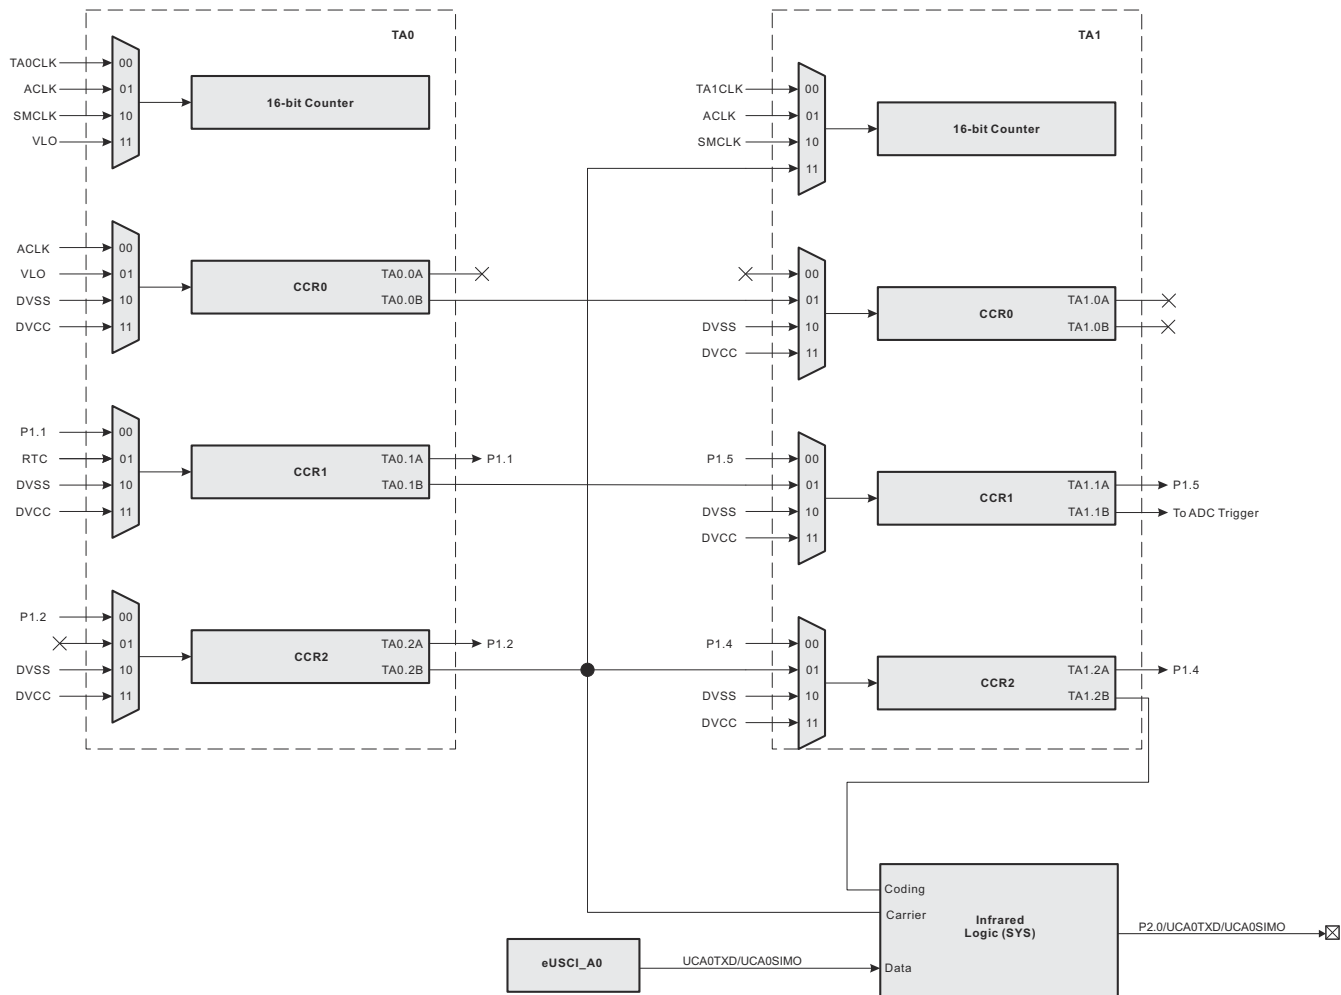 TA0
TA0CLK 00
ACLK 01
SMCLK 10
VLO 11
16-bit Counter
ACLK 00
VLO 01
DVSS 10
DVCC 11
CCR0
TA0.0A
TA0.0B
P1.1 00
RTC 01
DVSS 10
DVCC 11
CCR1
TA0.1A P1.1
TA0.1B
P1.2 00
01
DVSS 10
DVCC 11
CCR2
TA0.2A P1.2
TA0.2B
TA1
TA1CLK 00
ACLK 01
SMCLK 10
11
16-bit Counter
00
01
DVSS 10
DVCC 11
CCR0
TA1.0A
TA1.0B
P1.5 00
01
DVSS 10
DVCC 11
CCR1
TA1.1A P1.5
TA1.1B To ADC Trigger
P1.4 00
01
DVSS 10
DVCC 11
CCR2
TA1.2A P1.4
TA1.2B
Coding
Carrier
Data
Infrared
Logic (SYS)
P2.0/UCA0TXD/UCA0SIMO
eUSCI_A0
UCA0TXD/UCA0SIMO